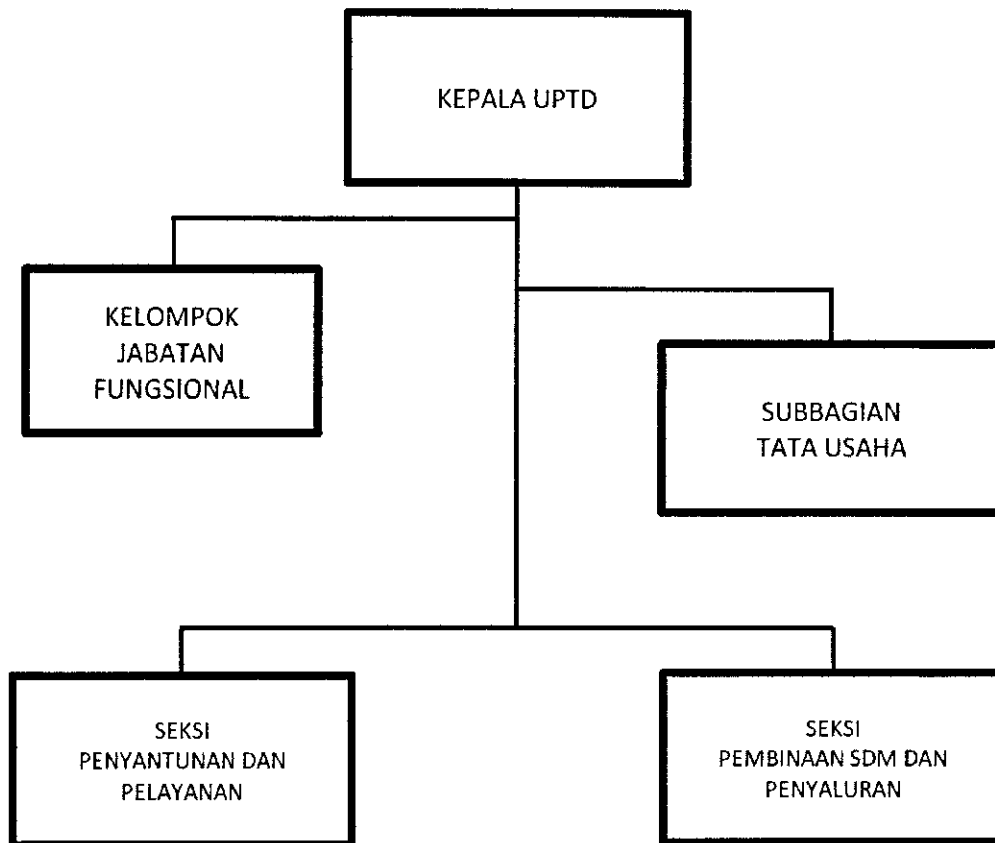 KEPALA UPTD
KELOMPOK
JABATAN
FUNGSIONAL
SUBBAGIAN
TATA USAHA
SEKSI
PENYANTUNAN DAN
PELAYANAN
SEKSI
PEMBINAAN SDM DAN
PENYALURAN